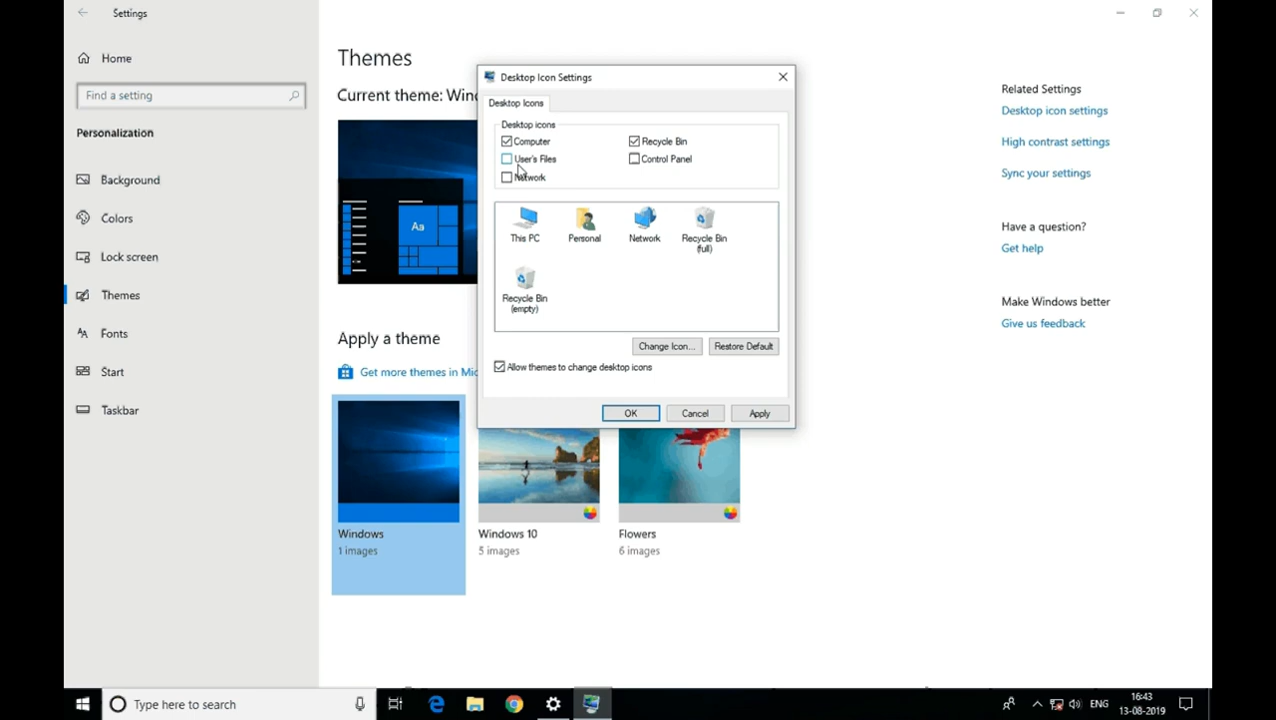 Settings
Home
Find a setting
Personalization
Background
Colors
Lock screen
Themes
Fonts
Start
Taskbar
Themes
Current theme: Wind
Aa
Apply a theme
Get more themes in Mic
Windows
1 images
Windows 10
5 images
Flowers
6 images
Desktop Icon Settings
Desktop Icons
Desktop icons
Computer
Recycle Bin
User's Files
Control Panel
Network
This PC
Personal
Network
Recycle Bin
(full)
Recycle Bin
(empty)
Change Icon...
Restore Default
Allow themes to change desktop icons
OK
Cancel
Apply
Related Settings
Desktop icon settings
High contrast settings
Sync your settings
Have a question?
Get help
Make Windows better
Give us feedback
Type here to search
ENG
16:43
13-08-2019